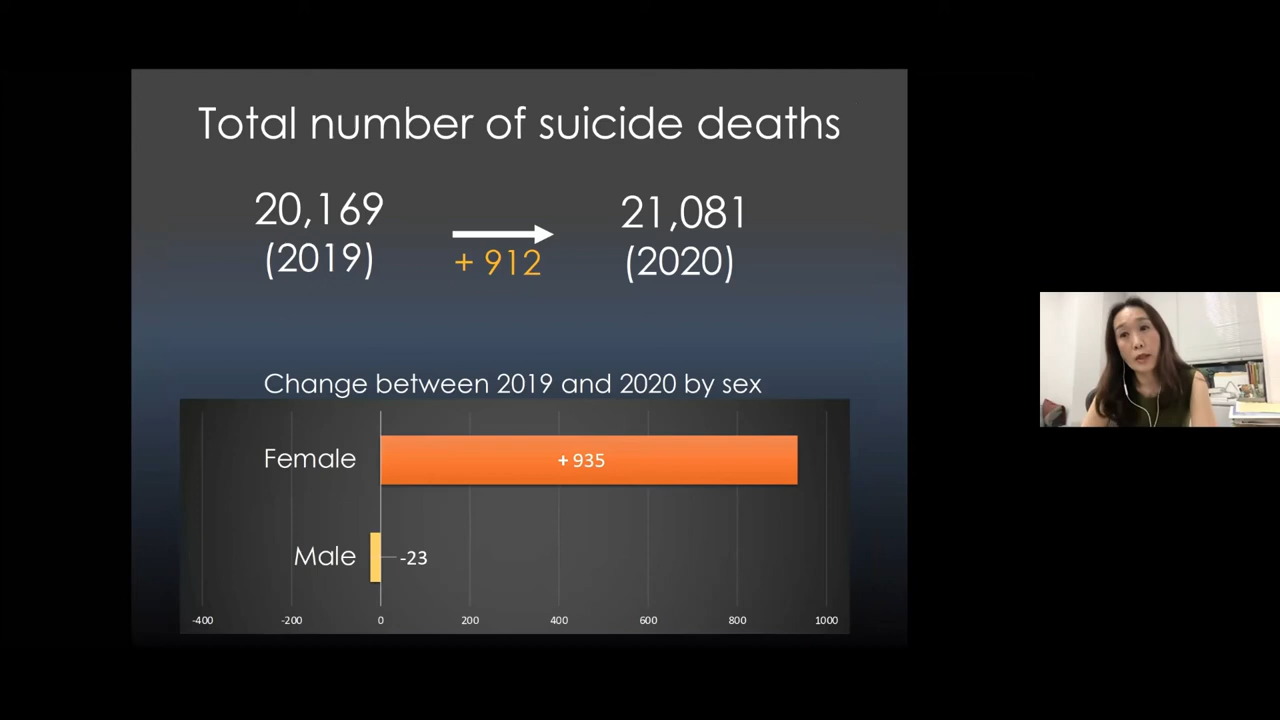 Total number of suicide deaths
20,169
(2019)
+ 912
21,081
(2020)
Change between 2019 and 2020 by sex
Female
+ 935
Male
-23
-400 -200 0 200 400 600 800 1000